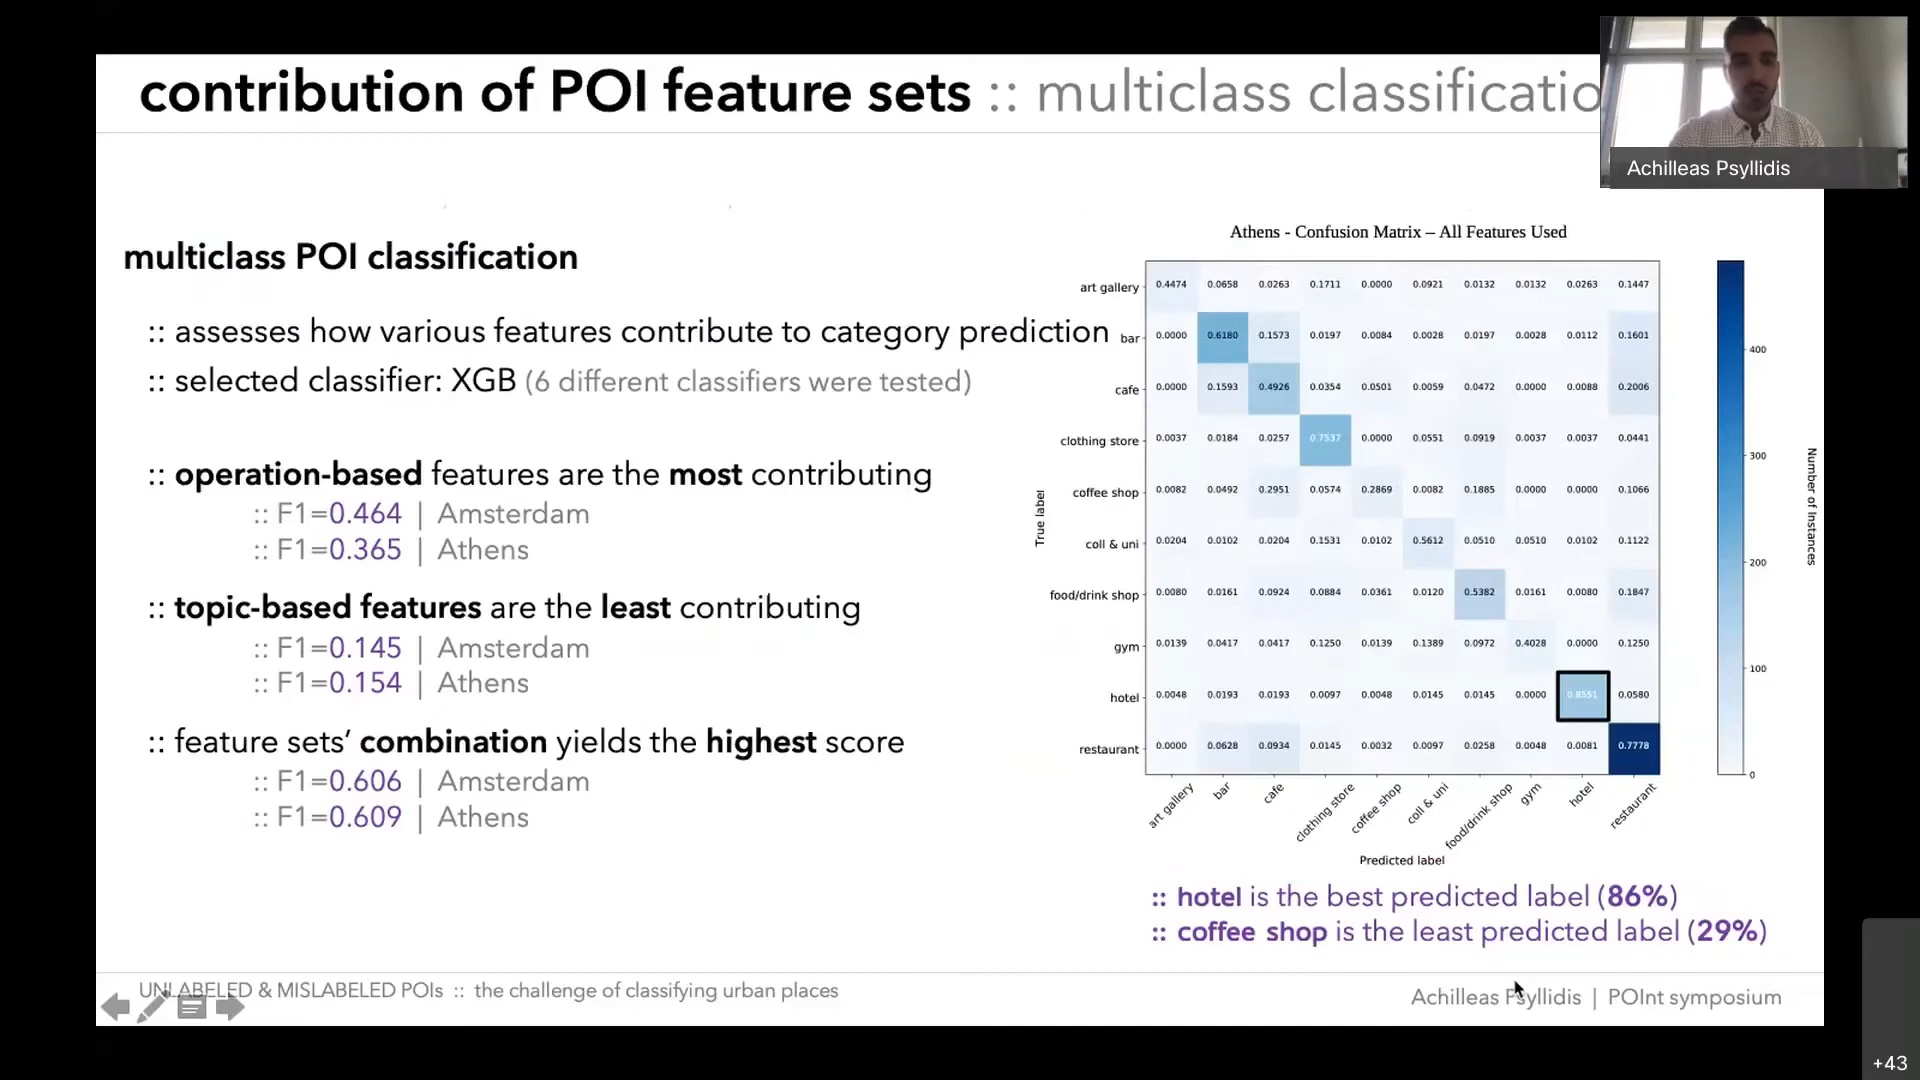 contribution of POI feature sets :: multiclass classificatio
Achilleas Psyllidis
multiclass POI classification
:: assesses how various features contribute to category prediction
:: selected classifier: XGB (6 different classifiers were tested)
:: operation-based features are the most contributing
:: F1=0.464 | Amsterdam
:: F1=0.365 | Athens
:: topic-based features are the least contributing
:: F1=0.145 | Amsterdam
:: F1=0.154 | Athens
:: feature sets’ combination yields the highest score
:: F1=0.606 | Amsterdam
:: F1=0.609 | Athens
Athens - Confusion Matrix – All Features Used
True label
art gallery 0.4474 0.0658 0.0263 0.1711 0.0000 0.0921 0.0132 0.0132 0.0263 0.1447
bar 0.0000 0.6180 0.1573 0.0197 0.0084 0.0028 0.0197 0.0028 0.0112 0.1601
cafe 0.0000 0.1593 0.4926 0.0354 0.0501 0.0059 0.0472 0.0000 0.0088 0.2006
clothing store 0.0037 0.0184 0.0257 0.7537 0.0000 0.0551 0.0919 0.0037 0.0037 0.0441
coffee shop 0.0082 0.0492 0.2951 0.0574 0.2869 0.0082 0.1885 0.0000 0.0000 0.1066
coll & uni 0.0204 0.0102 0.0204 0.1531 0.0102 0.5612 0.0510 0.0510 0.0102 0.1122
food/drink shop 0.0080 0.0161 0.0924 0.0884 0.0361 0.0120 0.5382 0.0161 0.0080 0.1847
gym 0.0139 0.0417 0.0417 0.1250 0.0139 0.1389 0.0972 0.4028 0.0000 0.1250
hotel 0.0048 0.0193 0.0193 0.0097 0.0048 0.0145 0.0145 0.0000 0.8551 0.0580
restaurant 0.0000 0.0628 0.0934 0.0145 0.0032 0.0097 0.0258 0.0048 0.0081 0.7778
art gallery bar cafe clothing store coffee shop coll & uni food/drink shop gym hotel restaurant
Predicted label
400
300
200
100
0
Number of Instances
:: hotel is the best predicted label (86%)
:: coffee shop is the least predicted label (29%)
UNLABELED & MISLABELED POIs :: the challenge of classifying urban places
Achilleas Psyllidis | POInt symposium
+43